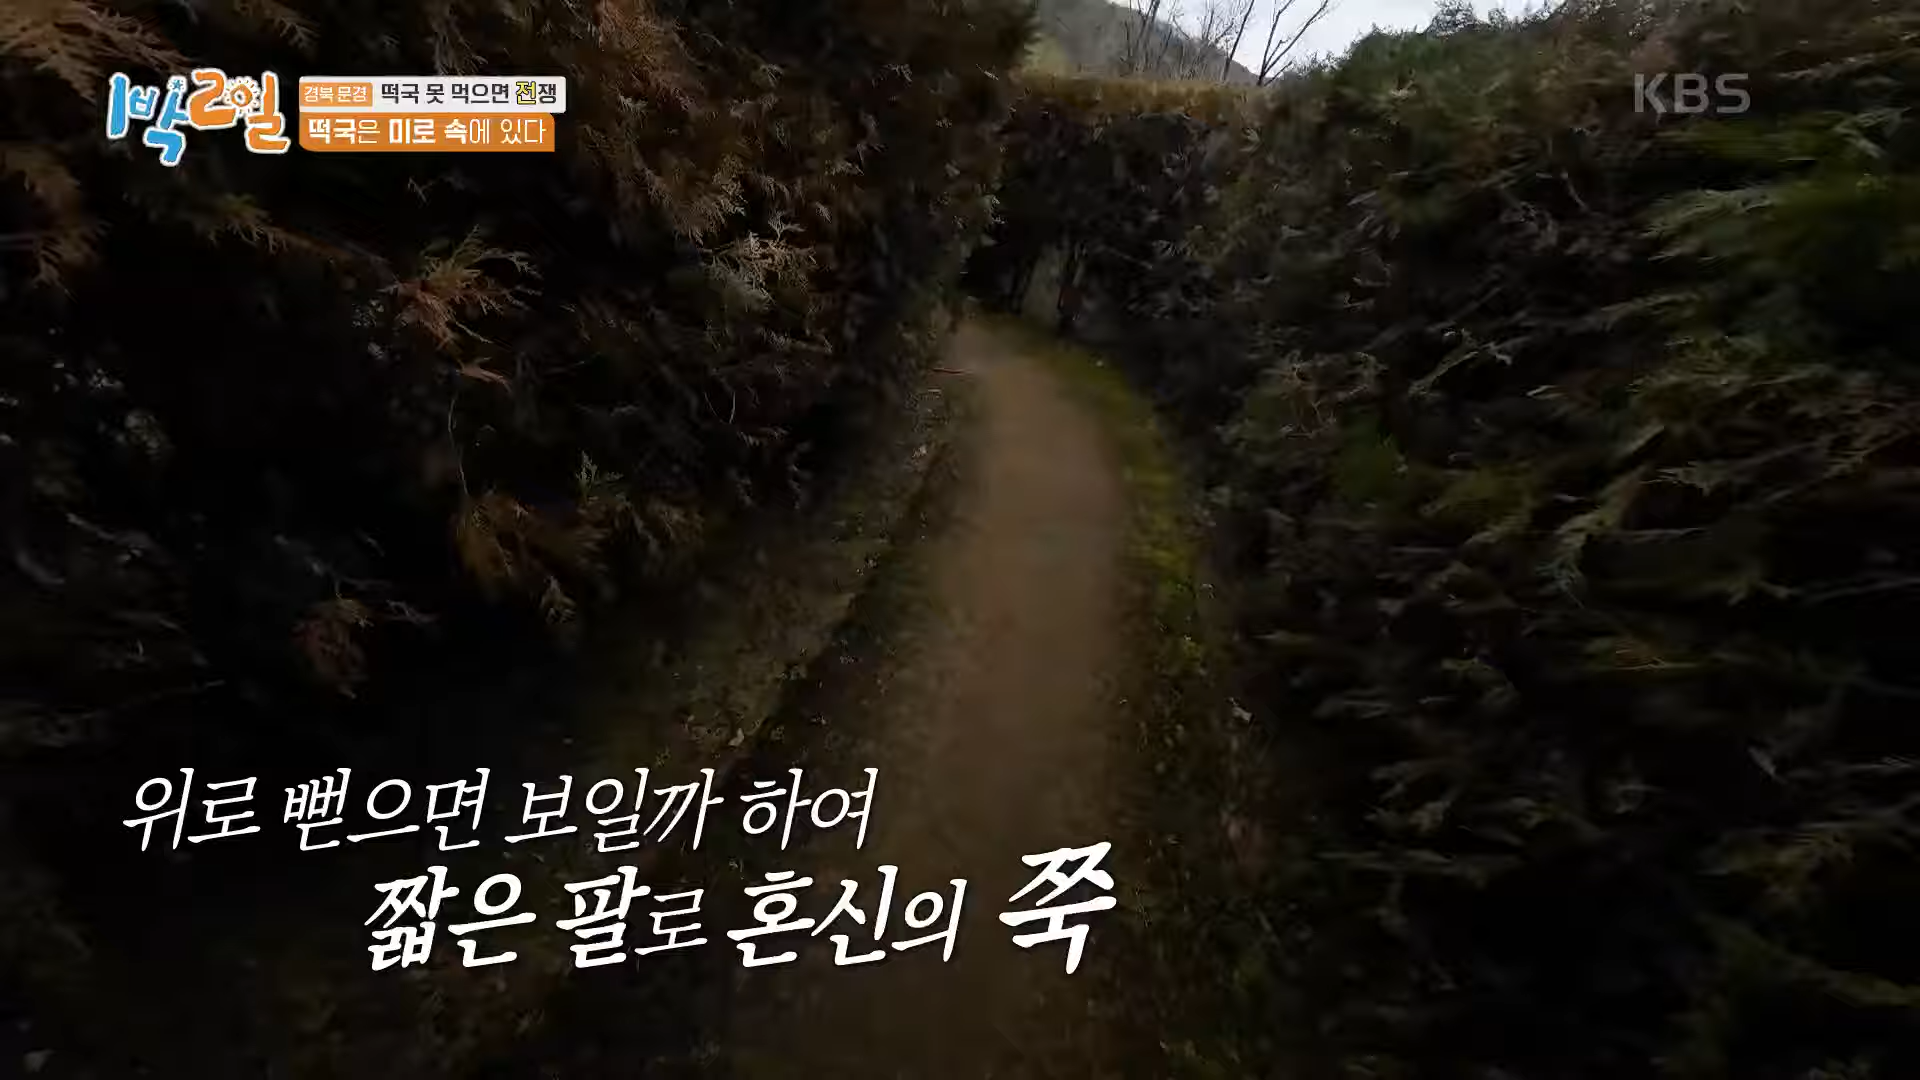 1박2일
경북 문경 떡국 못 먹으면 전쟁
떡국은 미로 속에 있다
KBS
위로 뻗으면 보일까 하여
짧은 팔로 혼신의 쭉